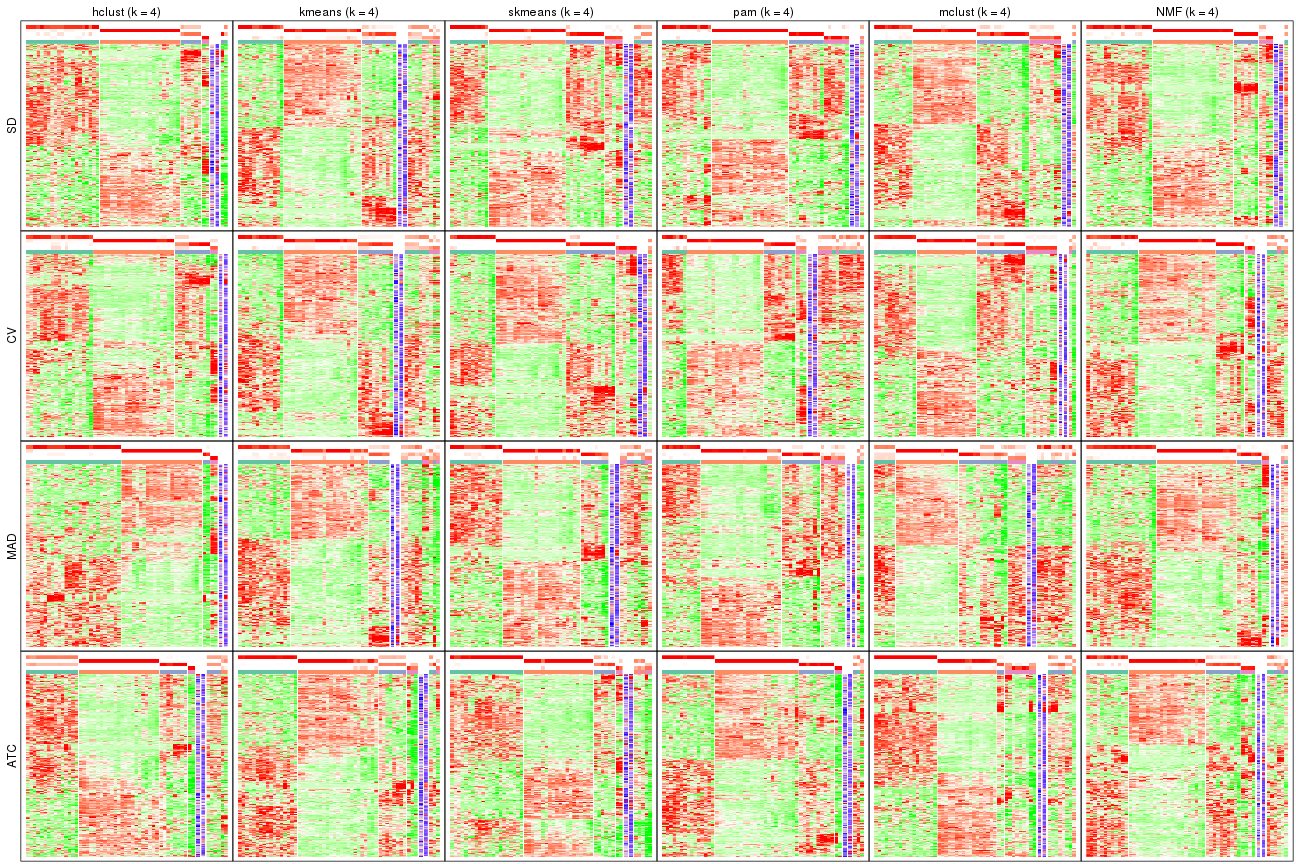 hclust (k = 4) kmeans (k = 4) skmeans (k = 4) pam (k = 4) mclust (k = 4) NMF (k = 4)
SD
CV
MAD
ATC